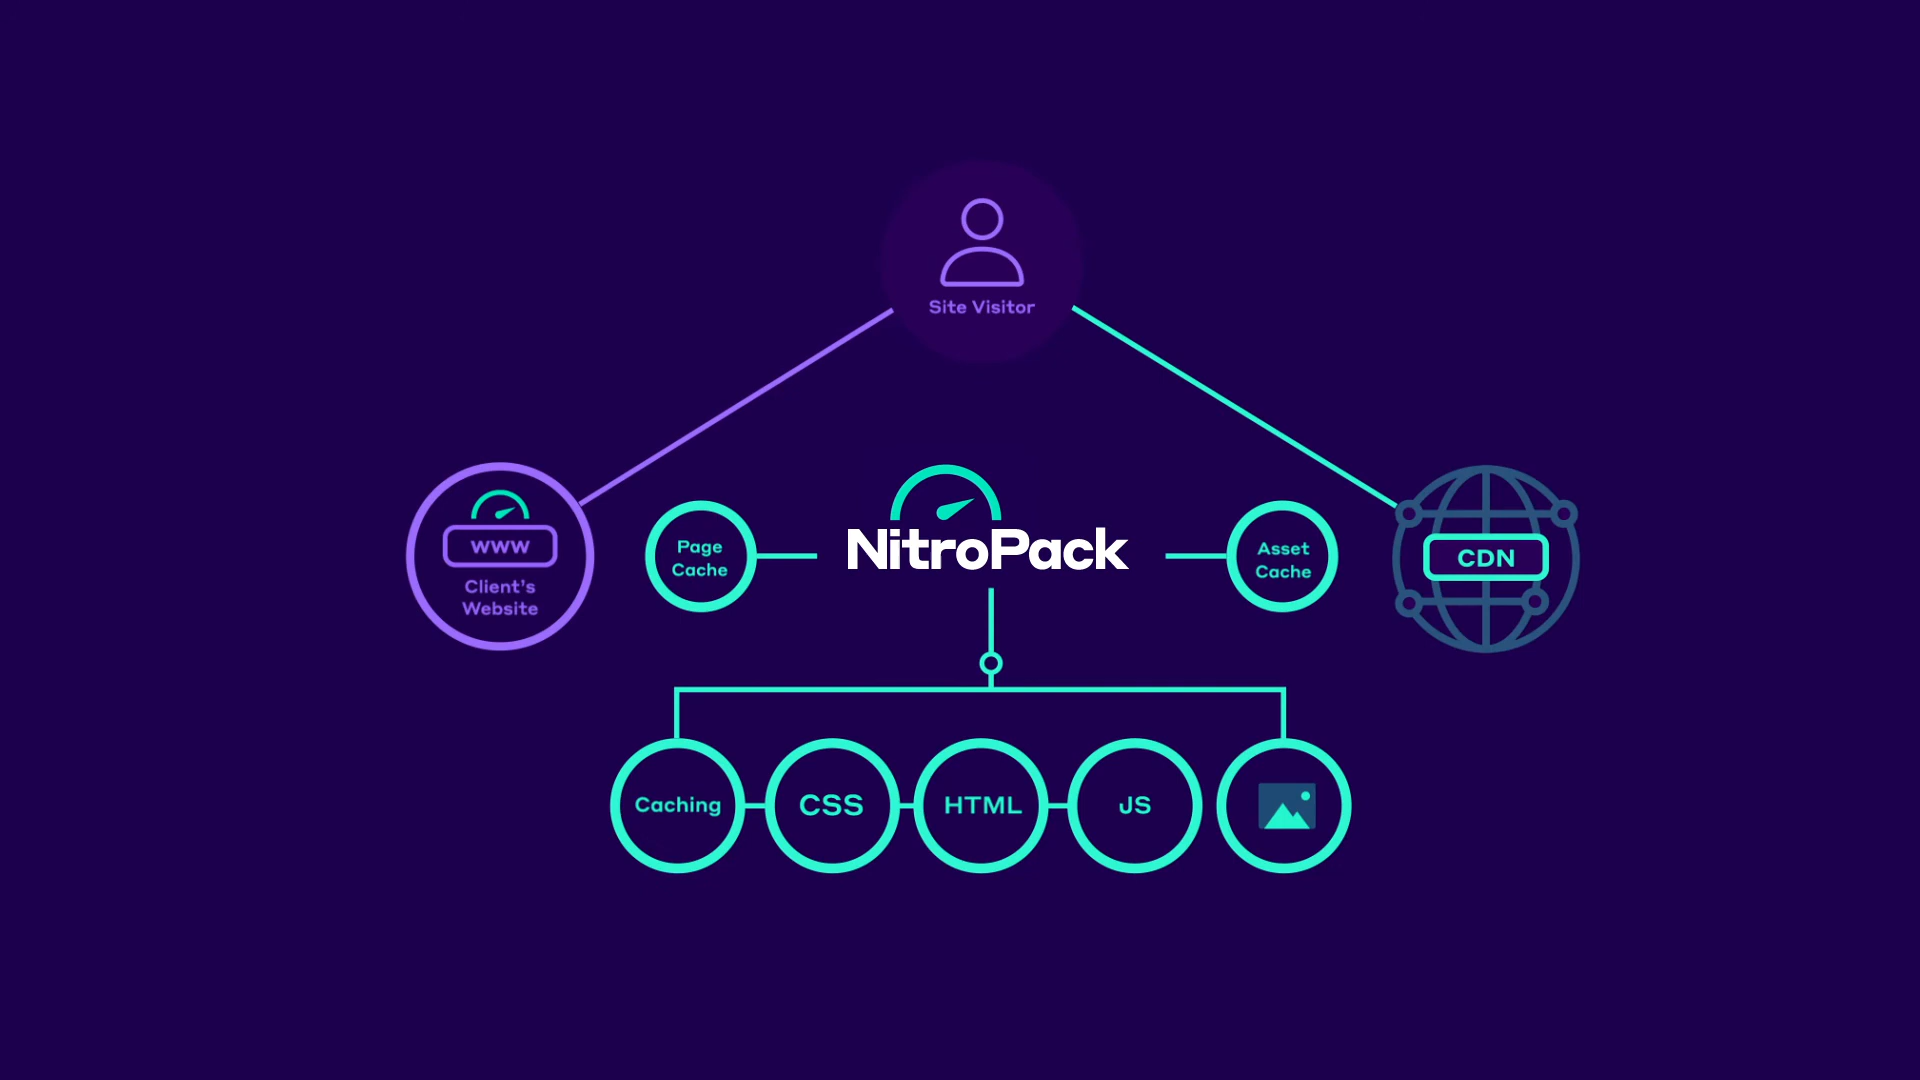 Site Visitor
www
Client's
Website
Page
Cache
NitroPack
Asset
Cache
CDN
Caching
CSS
HTML
JS